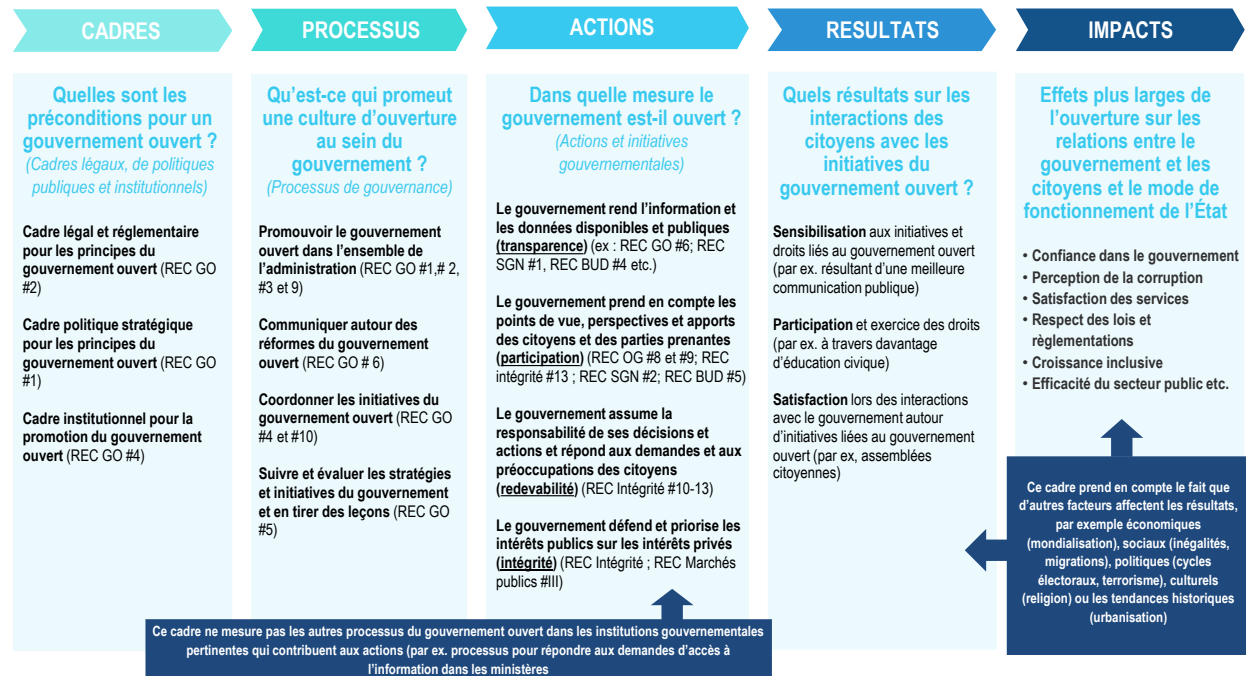 CADRES
PROCESSUS
ACTIONS
RESULTATS
IMPACTS
Quelles sont les
préconditions pour un
gouvernement ouvert ?
(Cadres légaux, de politiques
publiques et institutionnels)
Cadre légal et réglementaire
pour les principes du
gouvernement ouvert (REC GO
#2)
Cadre politique stratégique
pour les principes du
gouvernement ouvert (REC GO
#1)
Cadre institutionnel pour la
promotion du gouvernement
ouvert (REC GO #4)
Qu’est-ce qui promeut
une culture d’ouverture
au sein du
gouvernement ?
(Processus de gouvernance)
Promouvoir le gouvernement
ouvert dans l’ensemble de
l’administration (REC GO #1,# 2,
#3 et 9)
Communiquer autour des
réformes du gouvernement
ouvert (REC GO # 6)
Coordonner les initiatives du
gouvernement ouvert (REC GO
#4 et #10)
Suivre et évaluer les stratégies
et initiatives du gouvernement
et en tirer des leçons (REC GO
#5)
Dans quelle mesure le
gouvernement est-il ouvert ?
(Actions et initiatives
gouvernementales)
Le gouvernement rend l’information et
les données disponibles et publiques
(transparence) (ex : REC GO #6; REC
SGN #1, REC BUD #4 etc.)
Le gouvernement prend en compte les
points de vue, perspectives et apports
des citoyens et des parties prenantes
(participation) (REC OG #8 et #9; REC
intégrité #13 ; REC SGN #2; REC BUD #5)
Le gouvernement assume la
responsabilité de ses décisions et
actions et répond aux demandes et aux
préoccupations des citoyens
(redevabilité) (REC Intégrité #10-13)
Le gouvernement défend et priorise les
intérêts publics sur les intérêts privés
(intégrité) (REC Intégrité ; REC Marchés
publics #III)
Quels résultats sur les
interactions des
citoyens avec les
initiatives du
gouvernement ouvert ?
Sensibilisation aux initiatives et
droits liés au gouvernement ouvert
(par ex. résultant d’une meilleure
communication publique)
Participation et exercice des droits
(par ex. à travers davantage
d’éducation civique)
Satisfaction lors des interactions
avec le gouvernement autour
d’initiatives liées au gouvernement
ouvert (par ex, assemblées
citoyennes)
Effets plus larges de
l’ouverture sur les
relations entre le
gouvernement et les
citoyens et le mode de
fonctionnement de l’État
• Confiance dans le gouvernement
• Perception de la corruption
• Satisfaction des services
• Respect des lois et
règlementations
• Croissance inclusive
• Efficacité du secteur public etc.
Ce cadre prend en compte le fait que
d’autres facteurs affectent les résultats,
par exemple économiques
(mondialisation), sociaux (inégalités,
migrations), politiques (cycles
électoraux, terrorisme), culturels
(religion) ou les tendances historiques
(urbanisation)
Ce cadre ne mesure pas les autres processus du gouvernement ouvert dans les institutions gouvernementales
pertinentes qui contribuent aux actions (par ex. processus pour répondre aux demandes d’accès à
l’information dans les ministères